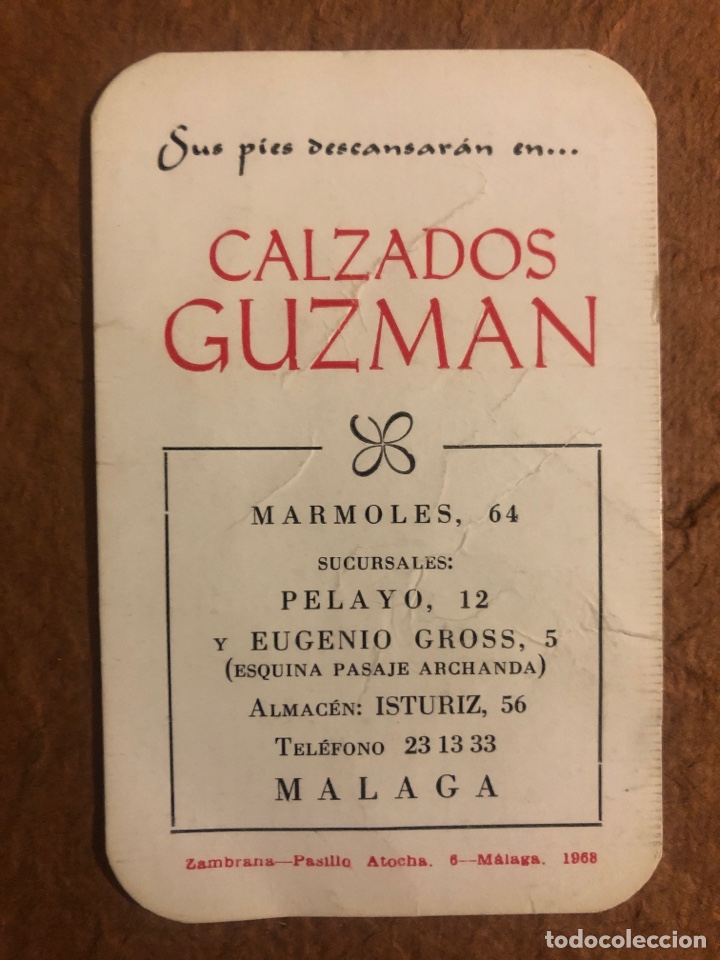 Sus pies descansarán en...
CALZADOS
GUZMAN
MARMOLES, 64
SUCURSALES:
PELAYO, 12
Y EUGENIO GROSS, 5
(ESQUINA PASAJE ARCHANDA)
ALMACÉN: ISTURIZ, 56
TELÉFONO 23 13 33
MALAGA
Zambrana—Pasillo Atocha. 6—Málaga. 1968
todocoleccion